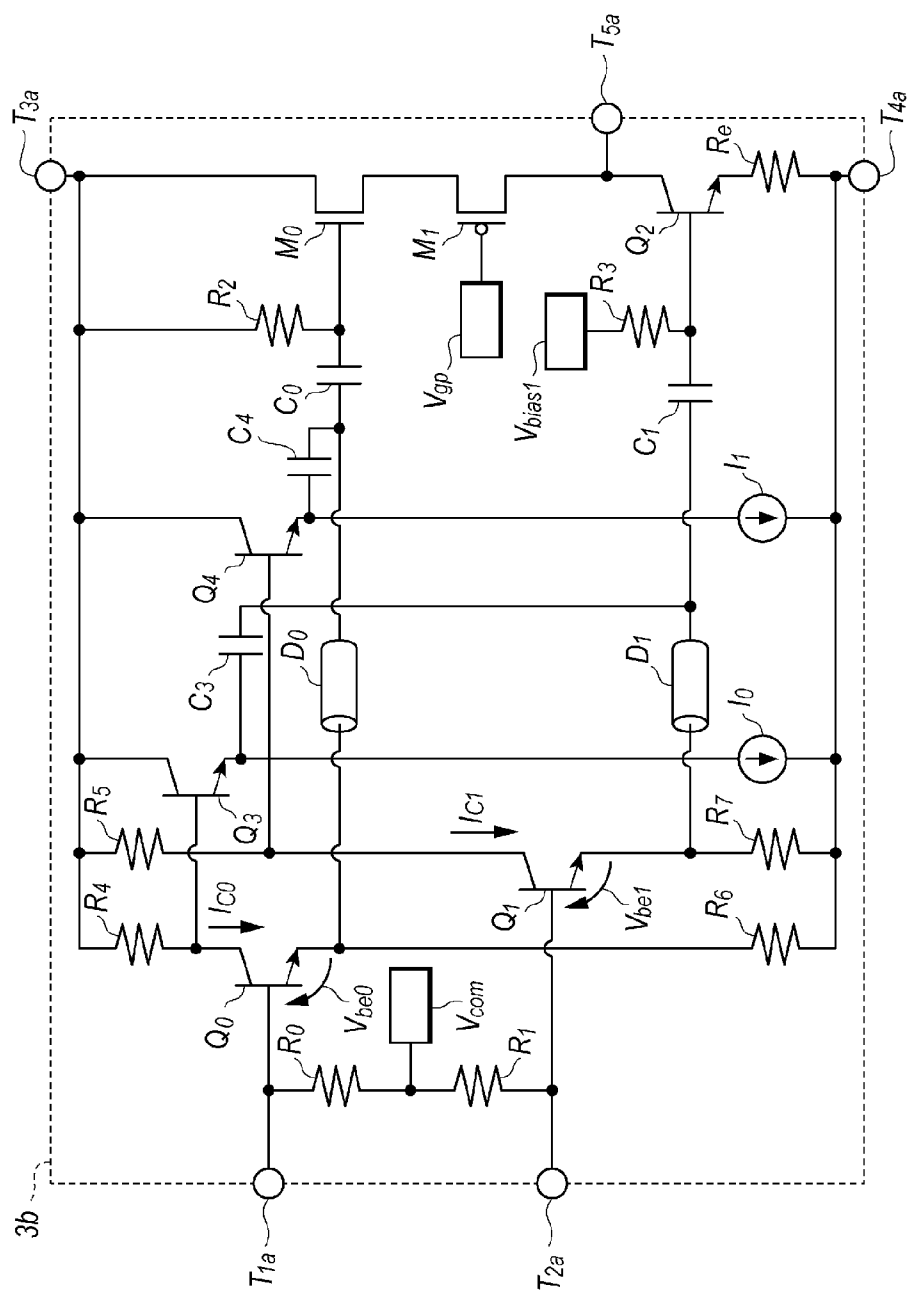 3b
T3a
T5a
T4a
T1a
T2a
R4
R5
R2
M0
M1
Vgp
Vbias1
R3
Q2
Re
C0
C4
C1
Q4
C3
D0
D1
I1
I0
Q3
IC0
IC1
Q0
Q1
Vbe0
Vbe1
Vcom
R0
R1
R6
R7